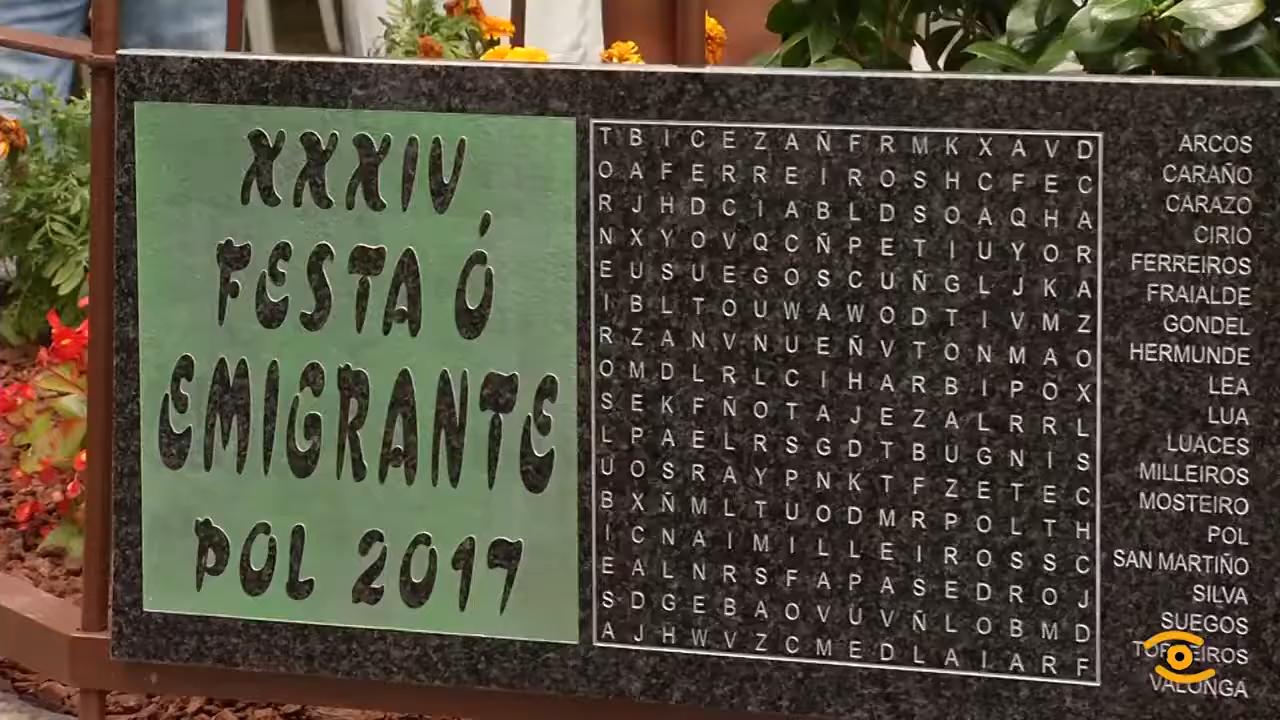 XXXIV
FESTA Ó
EMIGRANTE
POL 2017
T B I C E Z A Ñ F R M K X A V D
O A F E R R E I R O S H C F E C
R J H D C I A B L D S O A Q H A
N X Y O V Q C Ñ P E T I U Y O R
E U S U E G O S C U Ñ G L J K A
I B L T O U W A W O D T I V M Z
R Z A N V N U E Ñ V T O N M A O
O M D L R L C I H A R B I P O X
S E K F Ñ O T A J E Z A L R R L
L P A E L R S G D T B U G N I S
U O S R A Y P N K T F Z E T E C
B X Ñ M L T U O D M R P O L T H
I C N A I M I L L E I R O S S C
E A L N R S F A P A S E D R O J
S D G E B A O V U V Ñ L O B M D
A J H W V Z C M E D L A I A R F
ARCOS
CARAÑO
CARAZO
CIRIO
FERREIROS
FRAIALDE
GONDEL
HERMUNDE
LEA
LUA
LUACES
MILLEIROS
MOSTEIRO
POL
SAN MARTIÑO
SILVA
SUEGOS
TORNEIROS
VALONGA